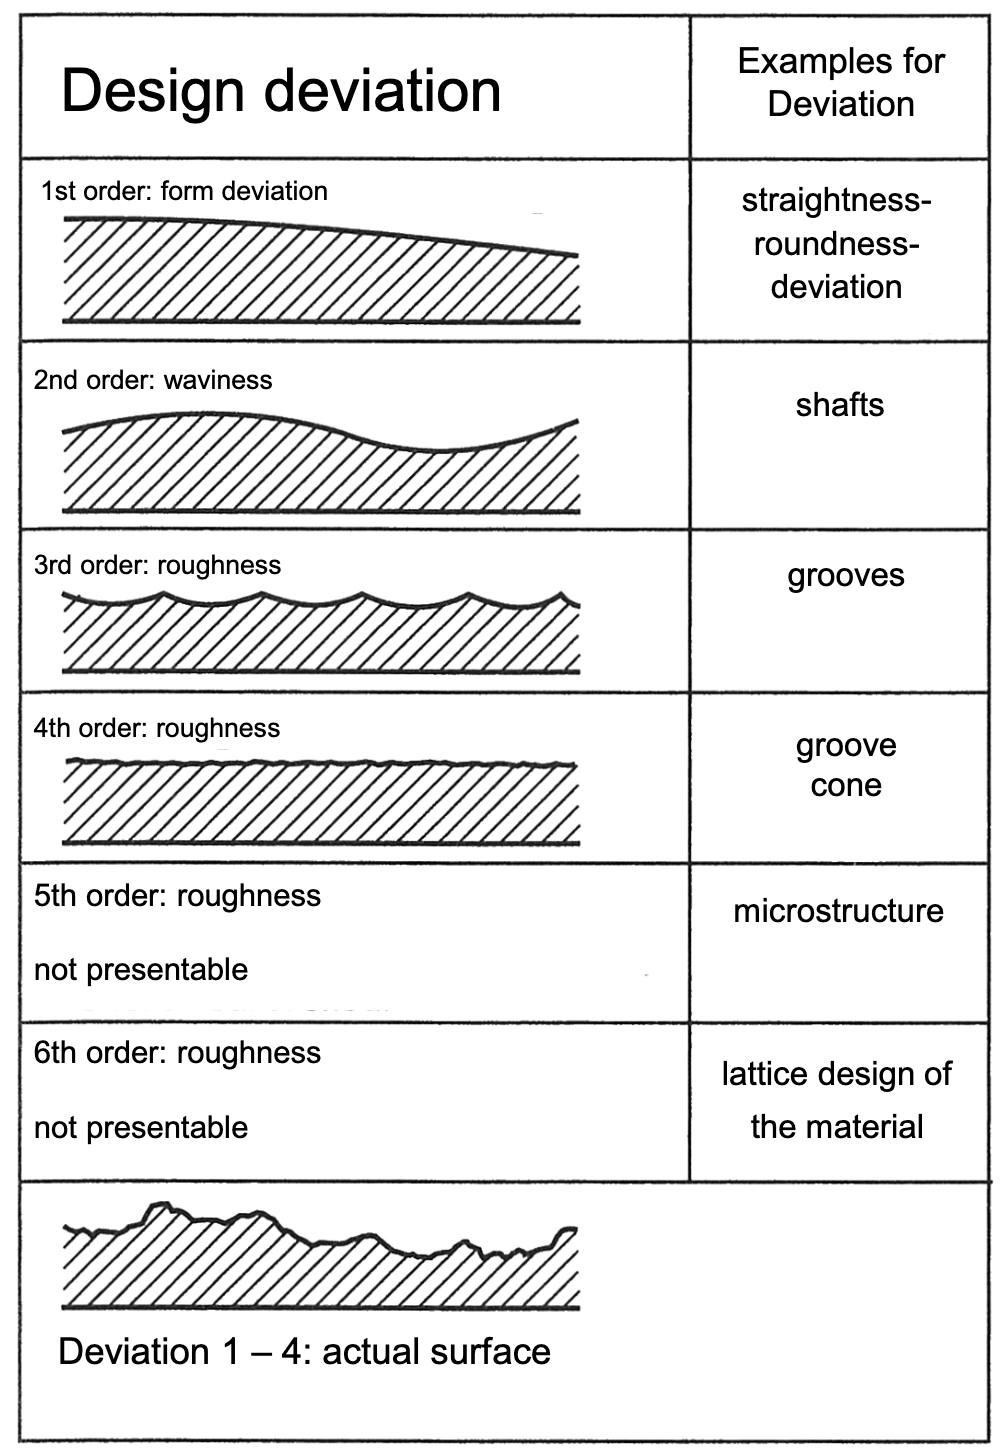 Design deviation
Examples for
Deviation
1st order: form deviation
straightness-
roundness-
deviation
2nd order: waviness
shafts
3rd order: roughness
grooves
4th order: roughness
groove
cone
5th order: roughness
not presentable
microstructure
6th order: roughness
not presentable
lattice design of
the material
Deviation 1 – 4: actual surface